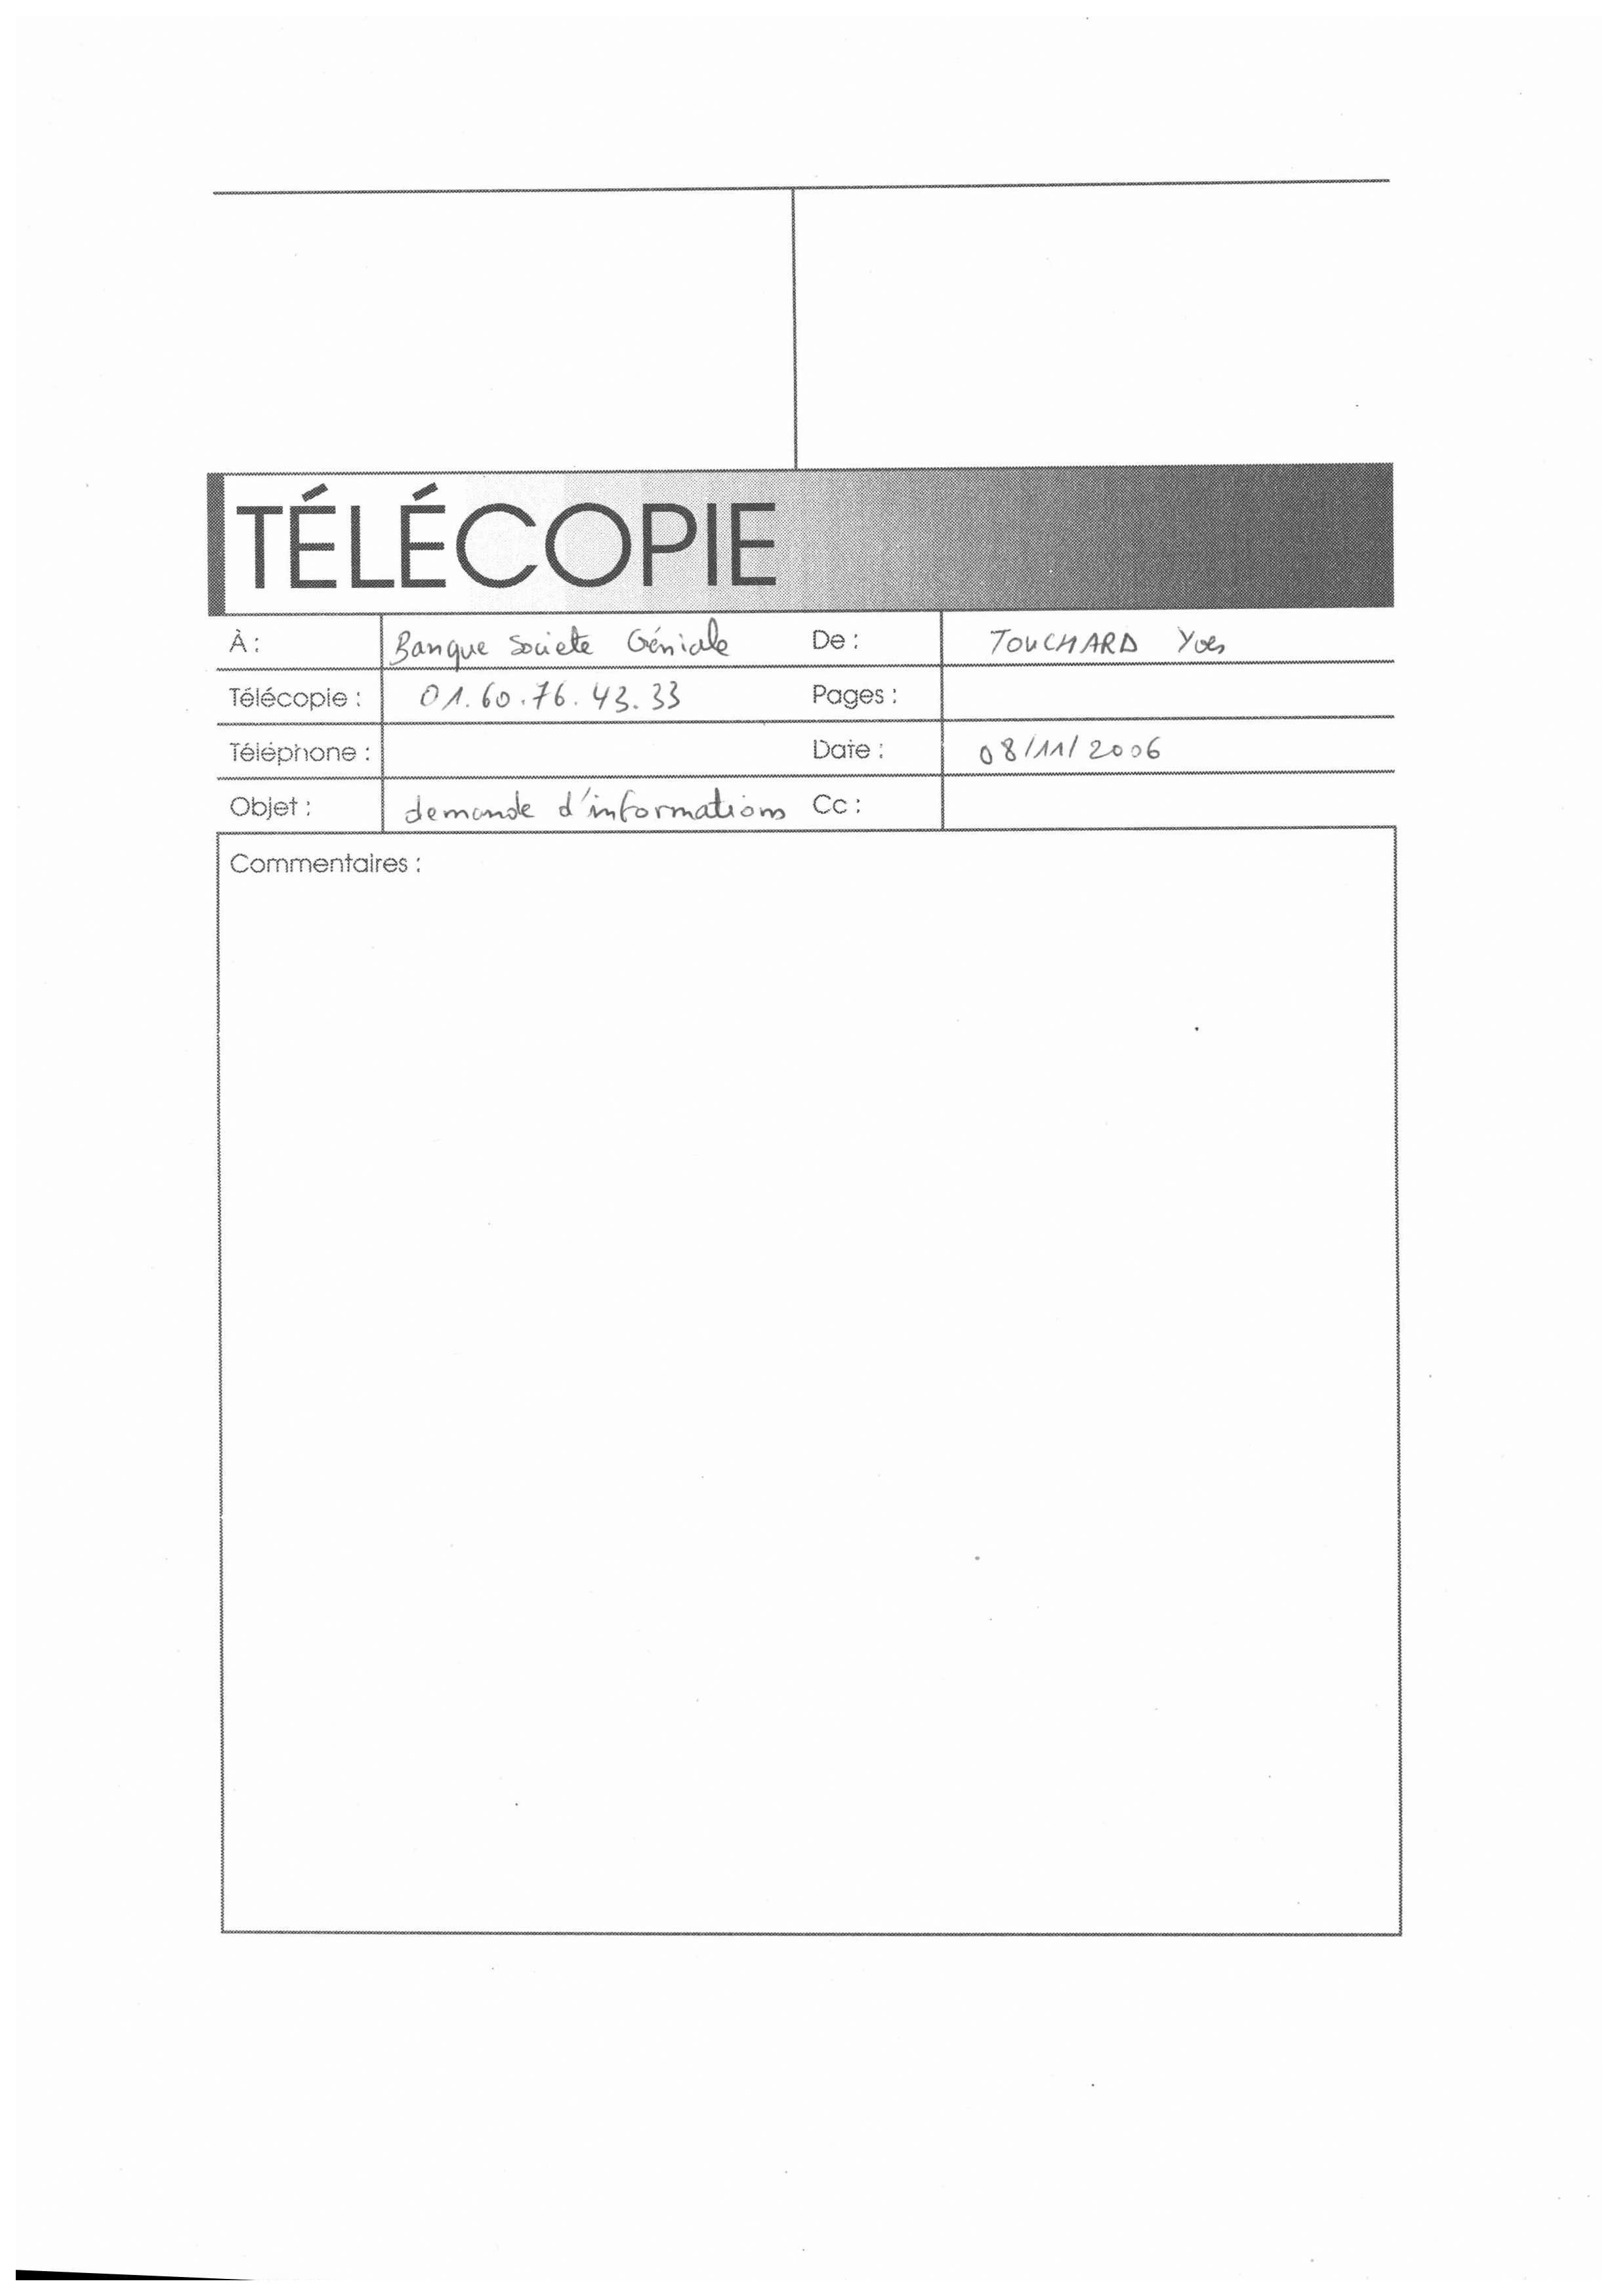 TÉLÉCOPIE
À : Banque Societe Géniale De : TOUCHARD Yves
Télécopie : 01.60.76.43.33 Pages :
Téléphone : Date : 08/11/2006
Objet : demande d'informations Cc :
Commentaires :